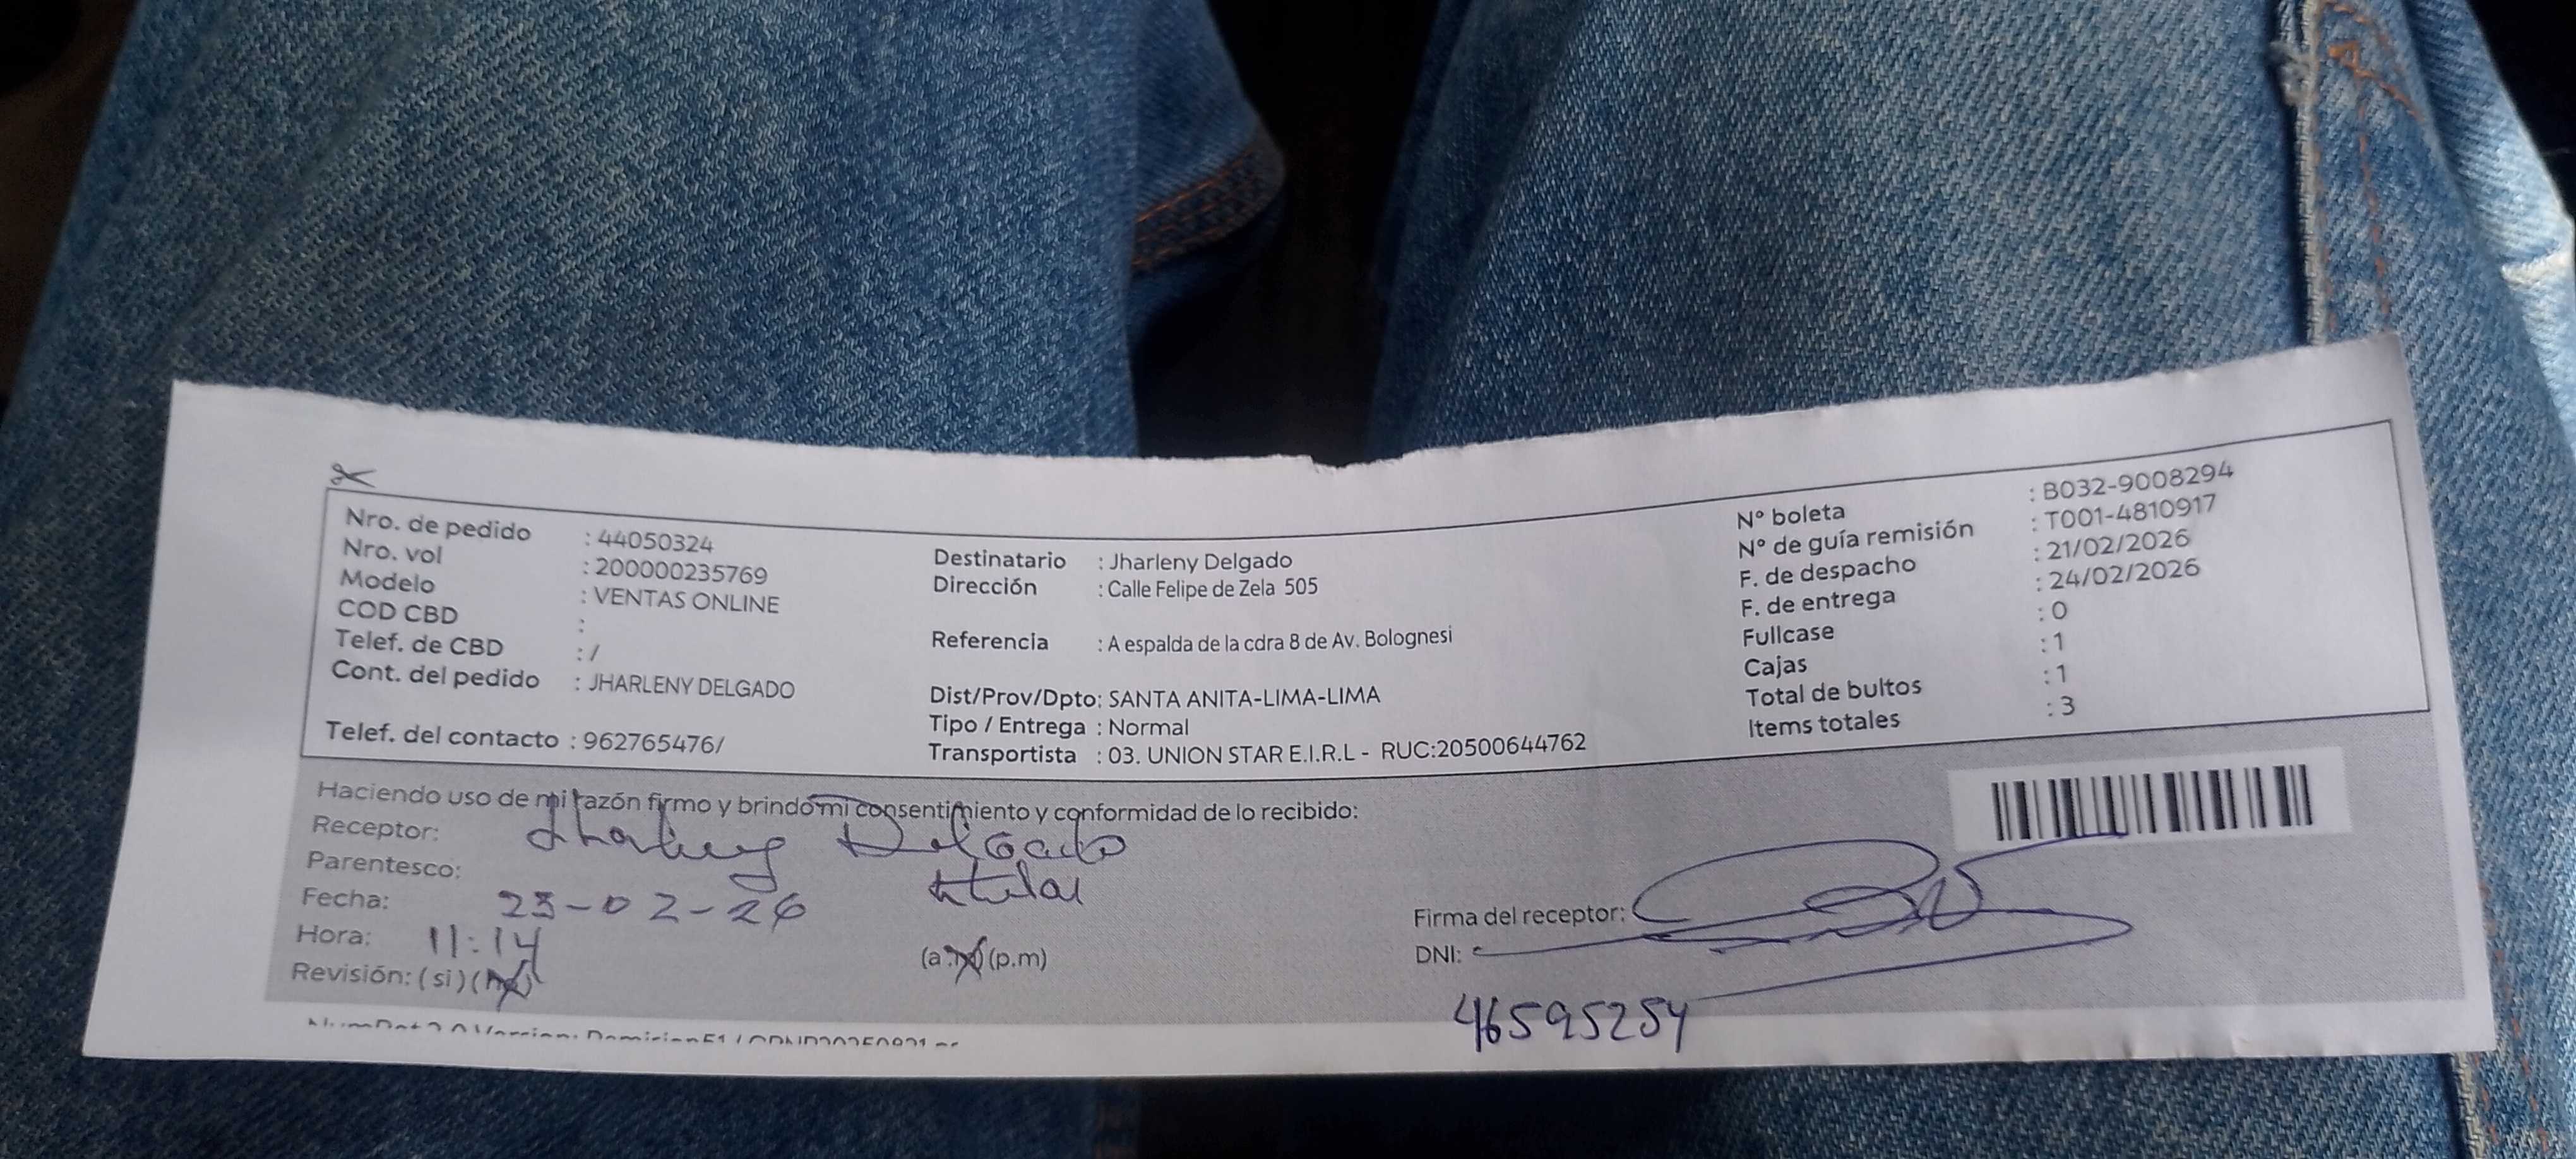 Nro. de pedido : 44050324
Nro. vol : 200000235769
Modelo : VENTAS ONLINE
COD CBD :
Telef. de CBD : /
Cont. del pedido : JHARLENY DELGADO
Telef. del contacto : 962765476/
Destinatario : Jharleny Delgado
Dirección : Calle Felipe de Zela 505
Referencia : A espalda de la cdra 8 de Av. Bolognesi
Dist/Prov/Dpto: SANTA ANITA-LIMA-LIMA
Tipo / Entrega : Normal
Transportista : 03. UNION STAR E.I.R.L - RUC:20500644762
N° boleta : B032-9008294
N° de guía remisión : T001-4810917
F. de despacho : 21/02/2026
F. de entrega : 24/02/2026
Fullcase : 0
Cajas : 1
Total de bultos : 1
Items totales : 3
Haciendo uso de mi razón firmo y brindo mi consentimiento y conformidad de lo recibido:
Receptor: Jharleny Delgado
Parentesco: titular
Fecha: 23-02-26
Hora: 11:14 (a.m) (p.m)
Revisión: (si) (no)
Firma del receptor:
DNI:
46595254